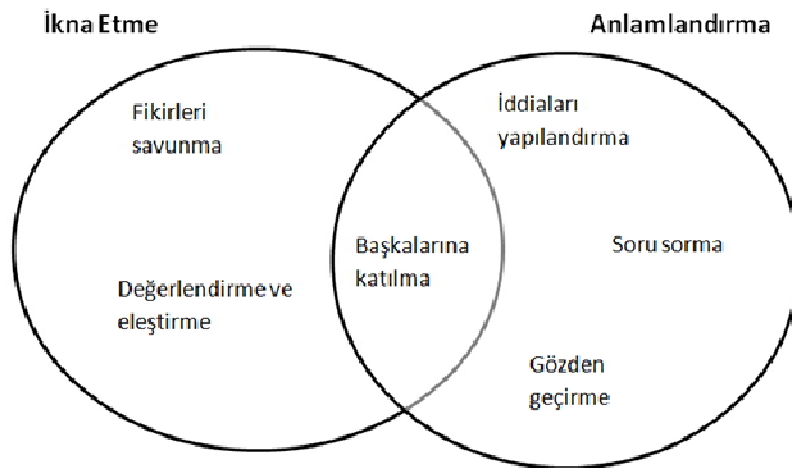 İkna Etme
Anlamlandırma
Fikirleri
savunma
İddiaları
yapılandırma
Başkalarına
katılma
Soru sorma
Değerlendirme ve
eleştirme
Gözden
geçirme